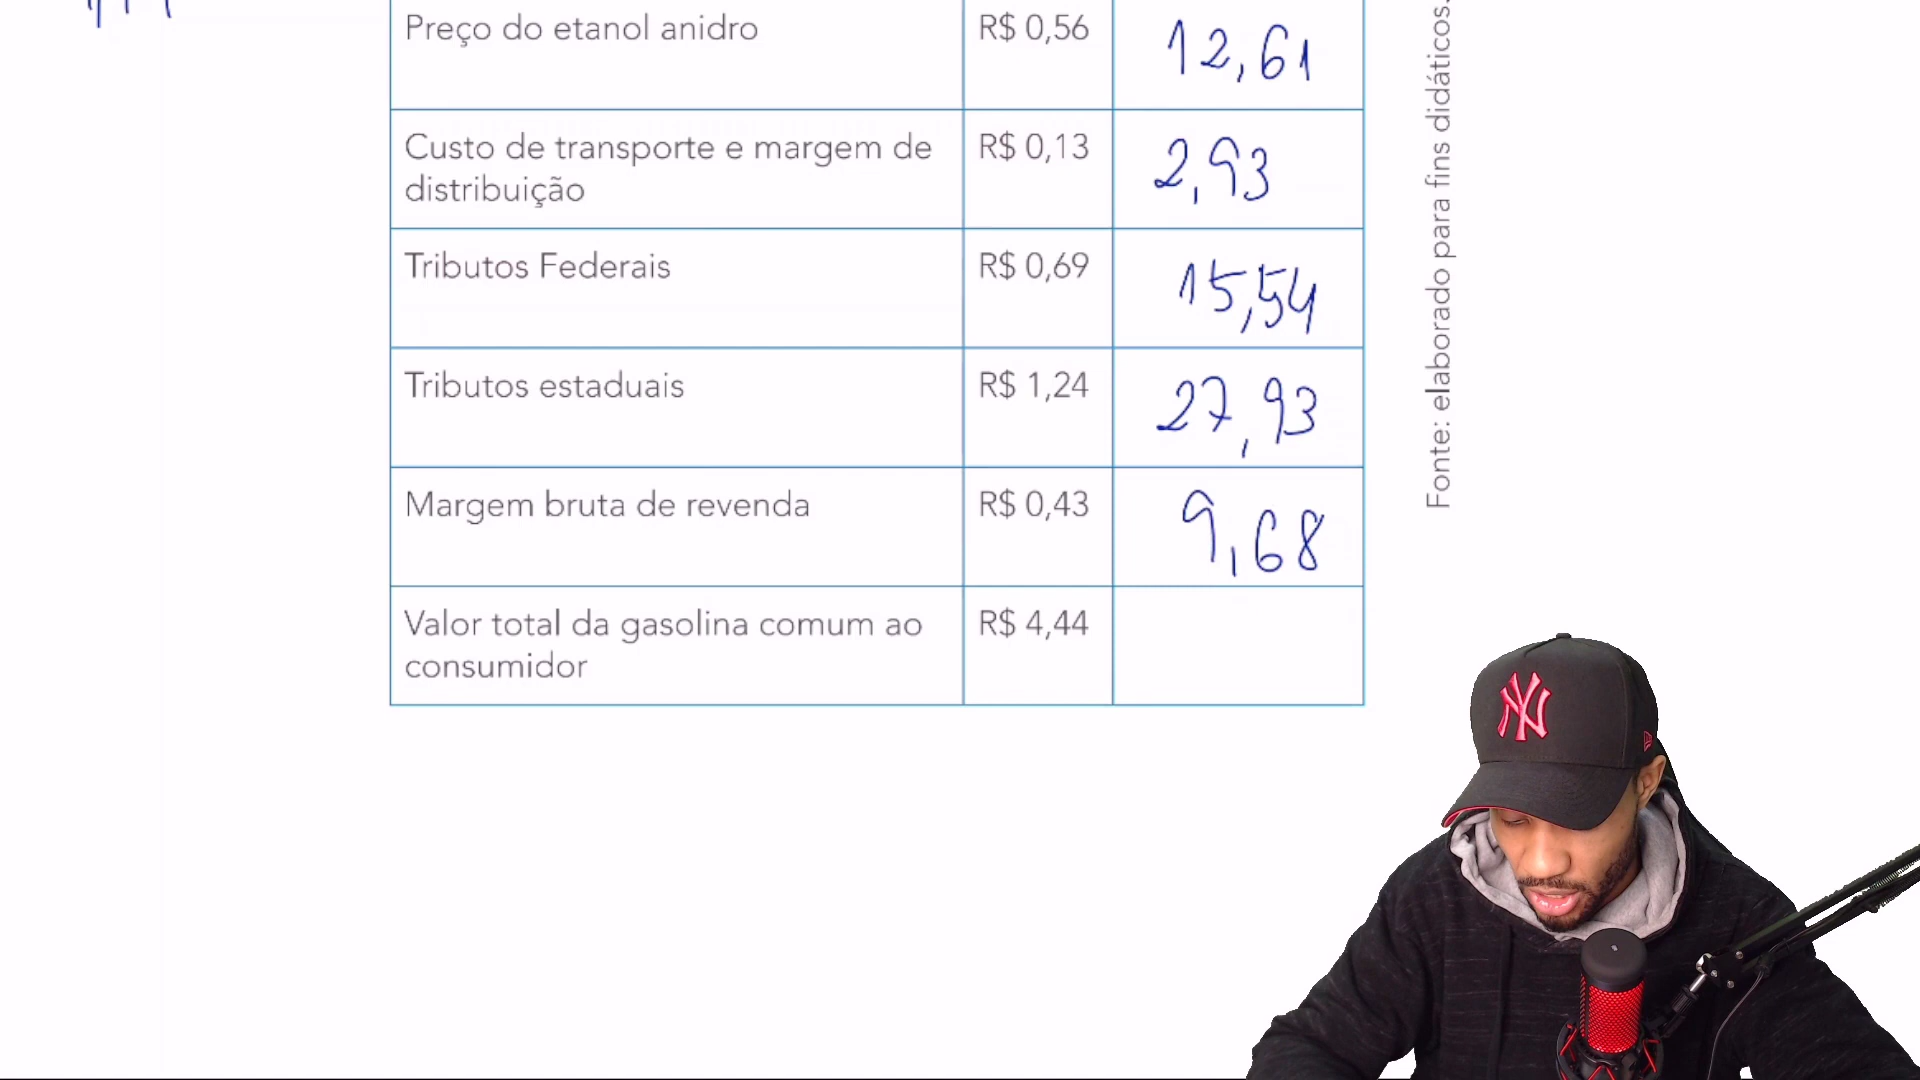 Preço do etanol anidro R$ 0,56 12,61
Custo de transporte e margem de R$ 0,13 2,93
distribuição
Tributos Federais R$ 0,69 15,54
Tributos estaduais R$ 1,24 27,93
Margem bruta de revenda R$ 0,43 9,68
Valor total da gasolina comum ao R$ 4,44
consumidor
Fonte: elaborado para fins didáticos.
NY